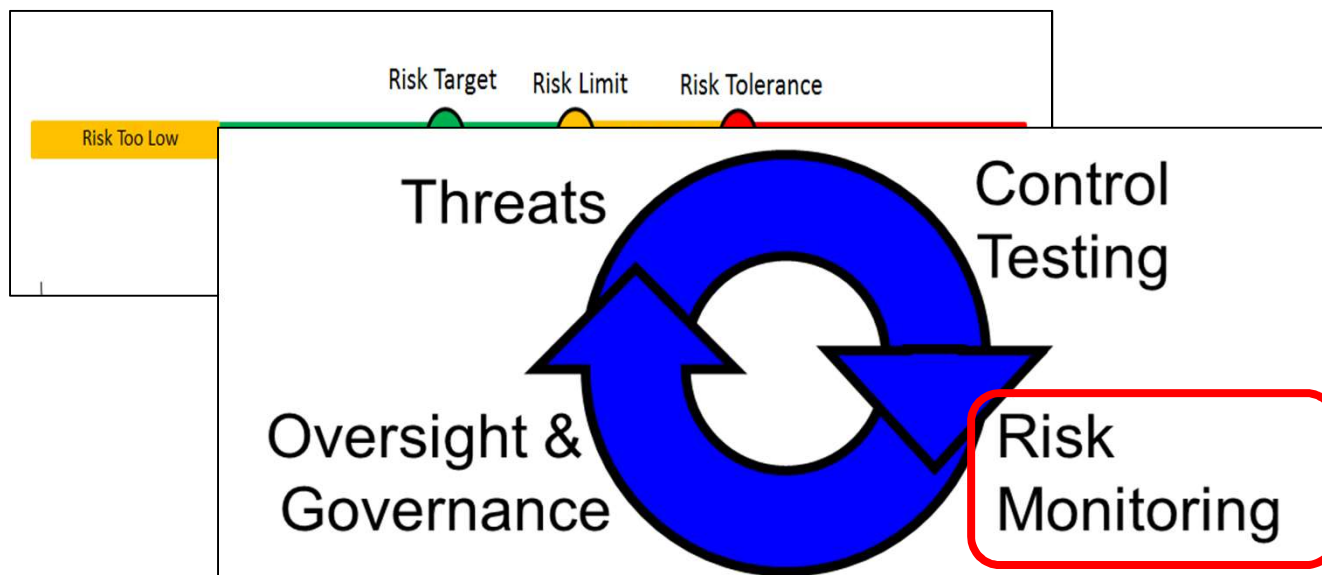 Risk Target Risk Limit Risk Tolerance
Risk Too Low
Threats
Control
Testing
Oversight &
Governance
Risk
Monitoring